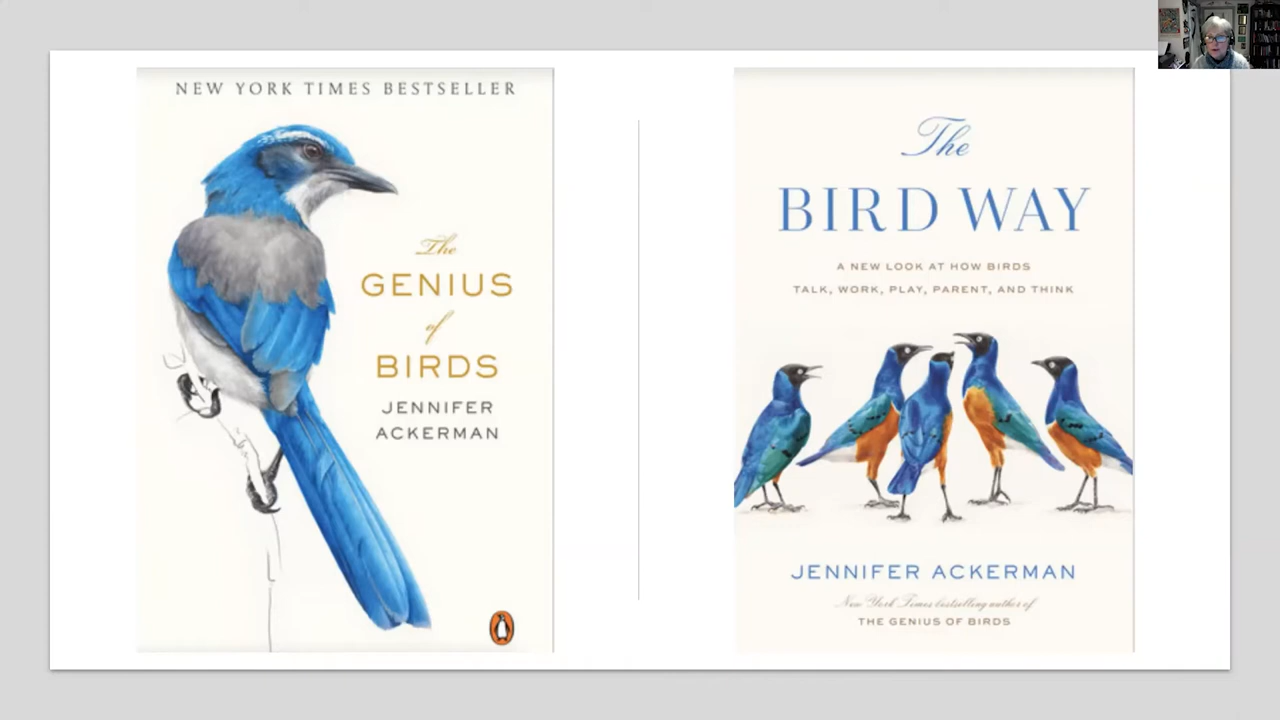 NEW YORK TIMES BESTSELLER
The
GENIUS
of
BIRDS
JENNIFER
ACKERMAN
The
BIRD WAY
A NEW LOOK AT HOW BIRDS
TALK, WORK, PLAY, PARENT, AND THINK
JENNIFER ACKERMAN
New York Times bestselling author of
THE GENIUS OF BIRDS